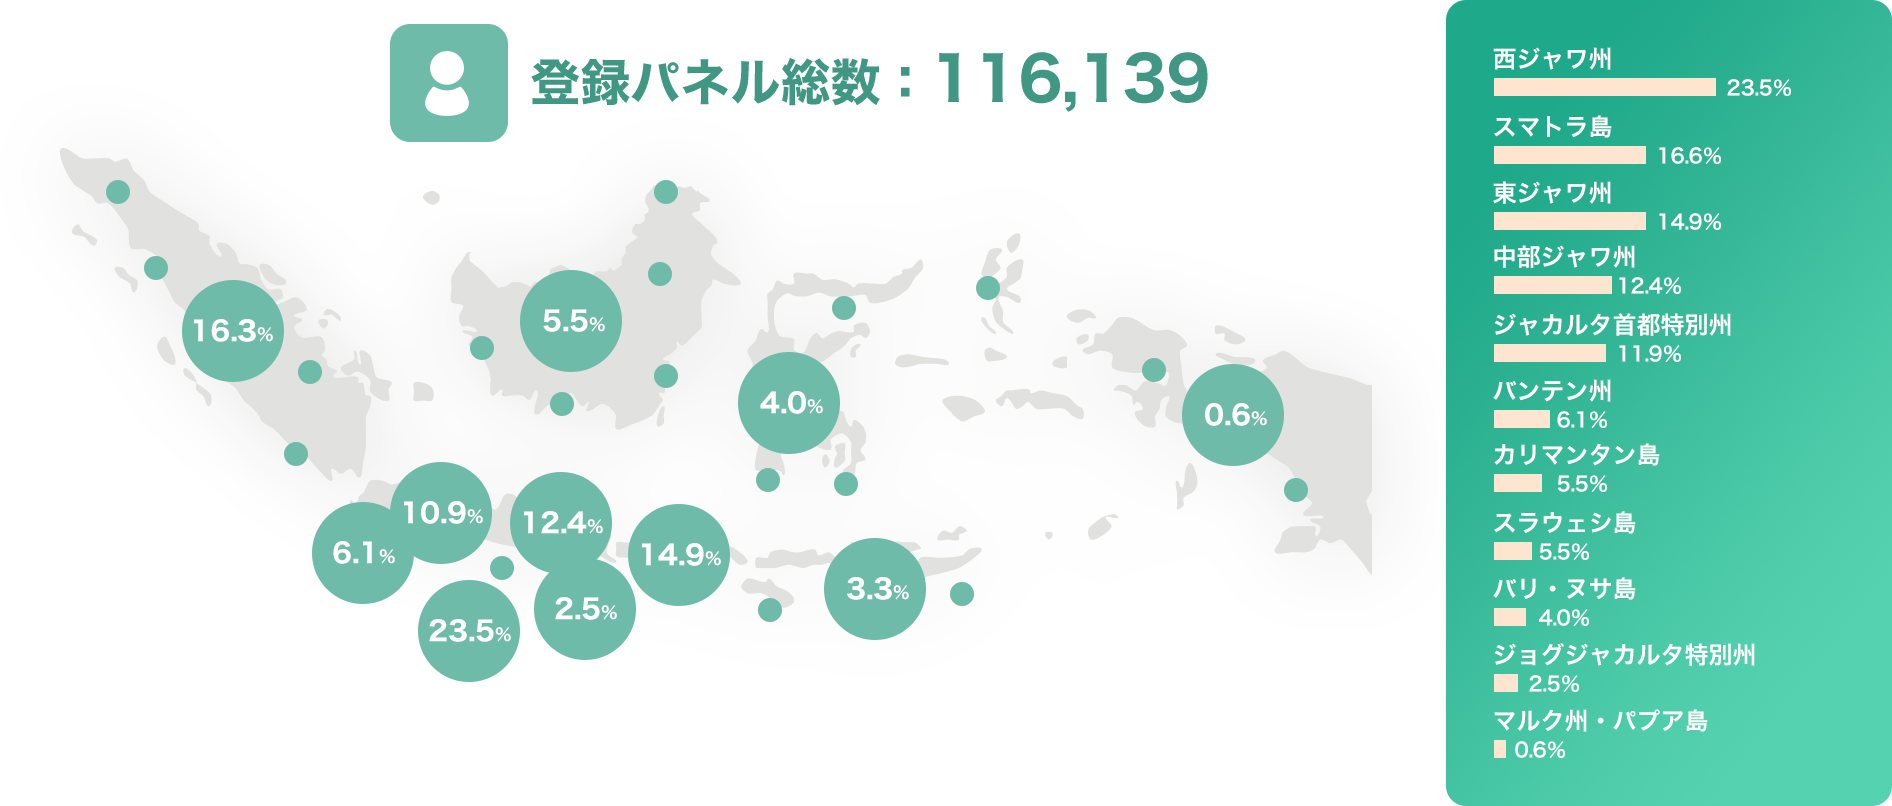 登録パネル総数：116,139
16.3%
5.5%
4.0%
0.6%
10.9%
6.1%
12.4%
14.9%
23.5%
2.5%
3.3%
西ジャワ州
23.5%
スマトラ島
16.6%
東ジャワ州
14.9%
中部ジャワ州
12.4%
ジャカルタ首都特別州
11.9%
バンテン州
6.1%
カリマンタン島
5.5%
スラウェシ島
5.5%
バリ・ヌサ島
4.0%
ジョグジャカルタ特別州
2.5%
マルク州・パプア島
0.6%